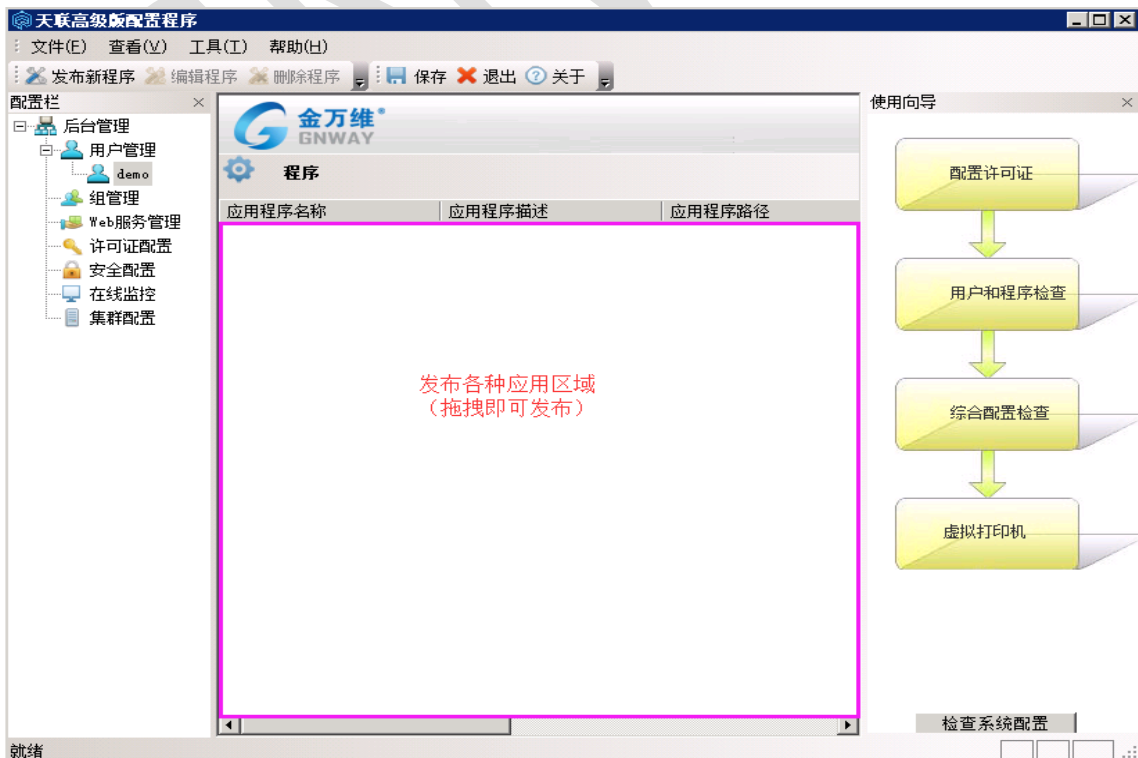 天联高级版配置程序
文件(F) 查看(V) 工具(T) 帮助(H)
发布新程序 编辑程序 删除程序 保存 退出 关于
配置栏
后台管理
用户管理
demo
组管理
Web服务管理
许可证配置
安全配置
在线监控
集群配置
金万维
GNWAY
程序
应用程序名称 应用程序描述 应用程序路径
发布各种应用区域
（拖拽即可发布）
使用向导
配置许可证
用户和程序检查
综合配置检查
虚拟打印机
检查系统配置
就绪